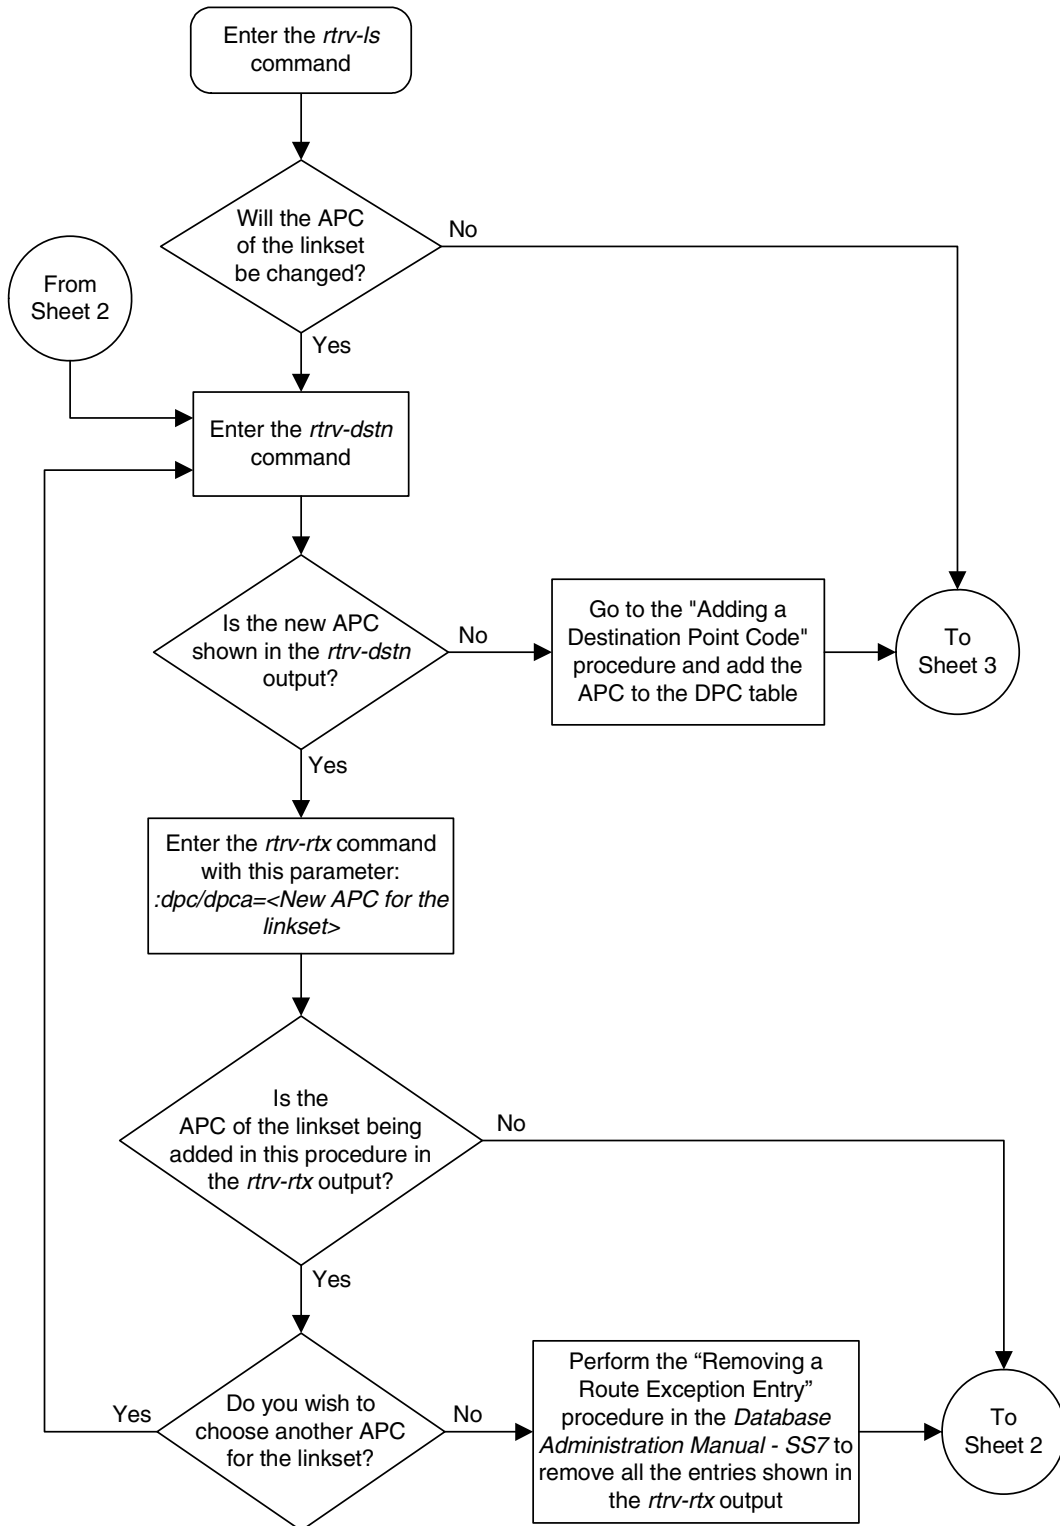 Enter the rtrv-ls
command
Will the APC
of the linkset
be changed?
No
From
Sheet 2
Yes
Enter the rtrv-dstn
command
Is the new APC
shown in the rtrv-dstn
output?
No
Go to the "Adding a
Destination Point Code"
procedure and add the
APC to the DPC table
To
Sheet 3
Yes
Enter the rtrv-rtx command
with this parameter:
:dpc/dpca=<New APC for the
linkset>
Is the
APC of the linkset being
added in this procedure in
the rtrv-rtx output?
No
Yes
Do you wish to
choose another APC
for the linkset?
Yes
No
Perform the “Removing a
Route Exception Entry”
procedure in the Database
Administration Manual - SS7 to
remove all the entries shown in
the rtrv-rtx output
To
Sheet 2